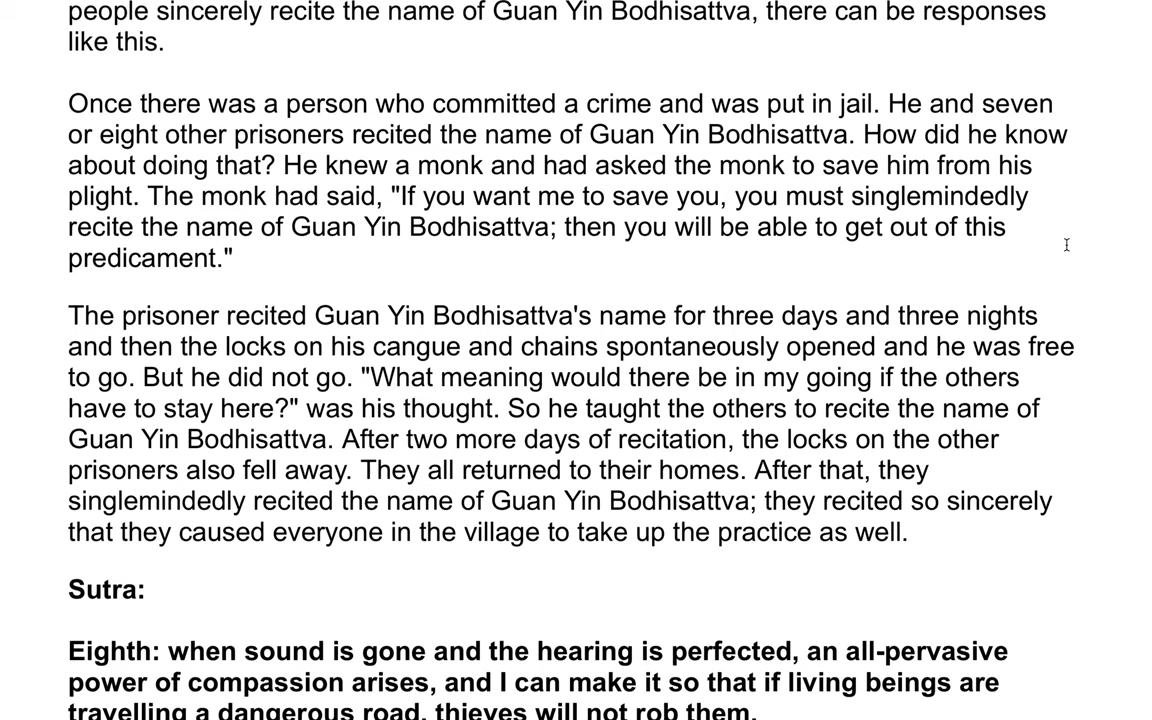 people sincerely recite the name of Guan Yin Bodhisattva, there can be responses
like this.
Once there was a person who committed a crime and was put in jail. He and seven
or eight other prisoners recited the name of Guan Yin Bodhisattva. How did he know
about doing that? He knew a monk and had asked the monk to save him from his
plight. The monk had said, "If you want me to save you, you must singlemindedly
recite the name of Guan Yin Bodhisattva; then you will be able to get out of this
predicament."
The prisoner recited Guan Yin Bodhisattva's name for three days and three nights
and then the locks on his cangue and chains spontaneously opened and he was free
to go. But he did not go. "What meaning would there be in my going if the others
have to stay here?" was his thought. So he taught the others to recite the name of
Guan Yin Bodhisattva. After two more days of recitation, the locks on the other
prisoners also fell away. They all returned to their homes. After that, they
singlemindedly recited the name of Guan Yin Bodhisattva; they recited so sincerely
that they caused everyone in the village to take up the practice as well.
Sutra:
Eighth: when sound is gone and the hearing is perfected, an all-pervasive
power of compassion arises, and I can make it so that if living beings are
travelling a dangerous road, thieves will not rob them.